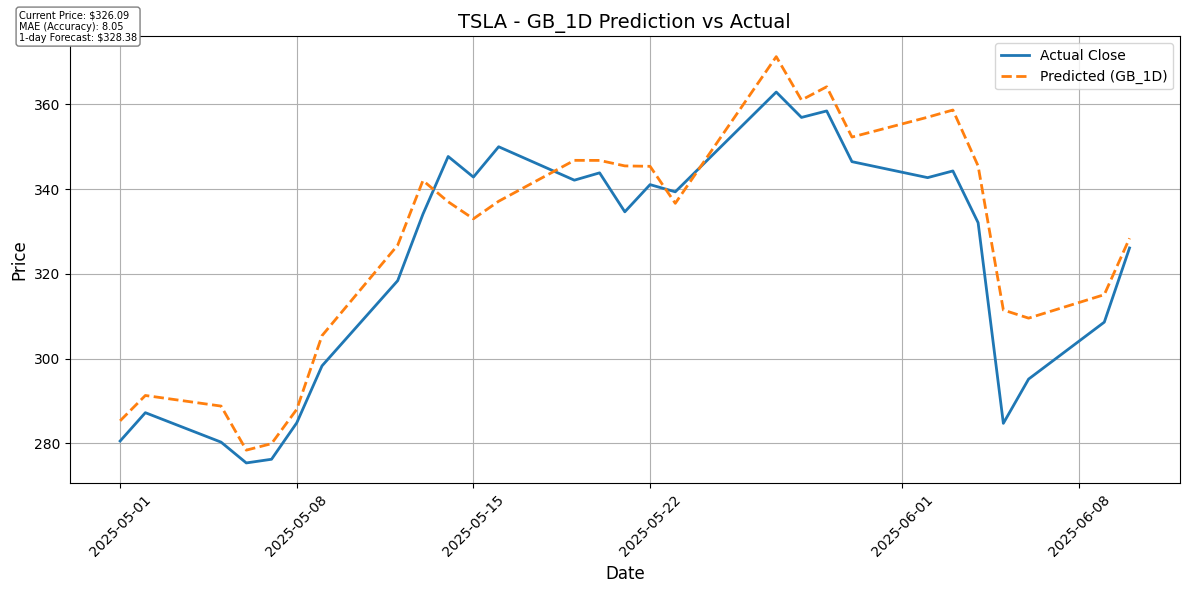 Current Price: $326.09
MAE (Accuracy): 8.05
1-day Forecast: $328.38
TSLA - GB_1D Prediction vs Actual
Actual Close
Predicted (GB_1D)
Price
360
340
320
300
280
2025-05-01
2025-05-08
2025-05-15
2025-05-22
2025-06-01
2025-06-08
Date